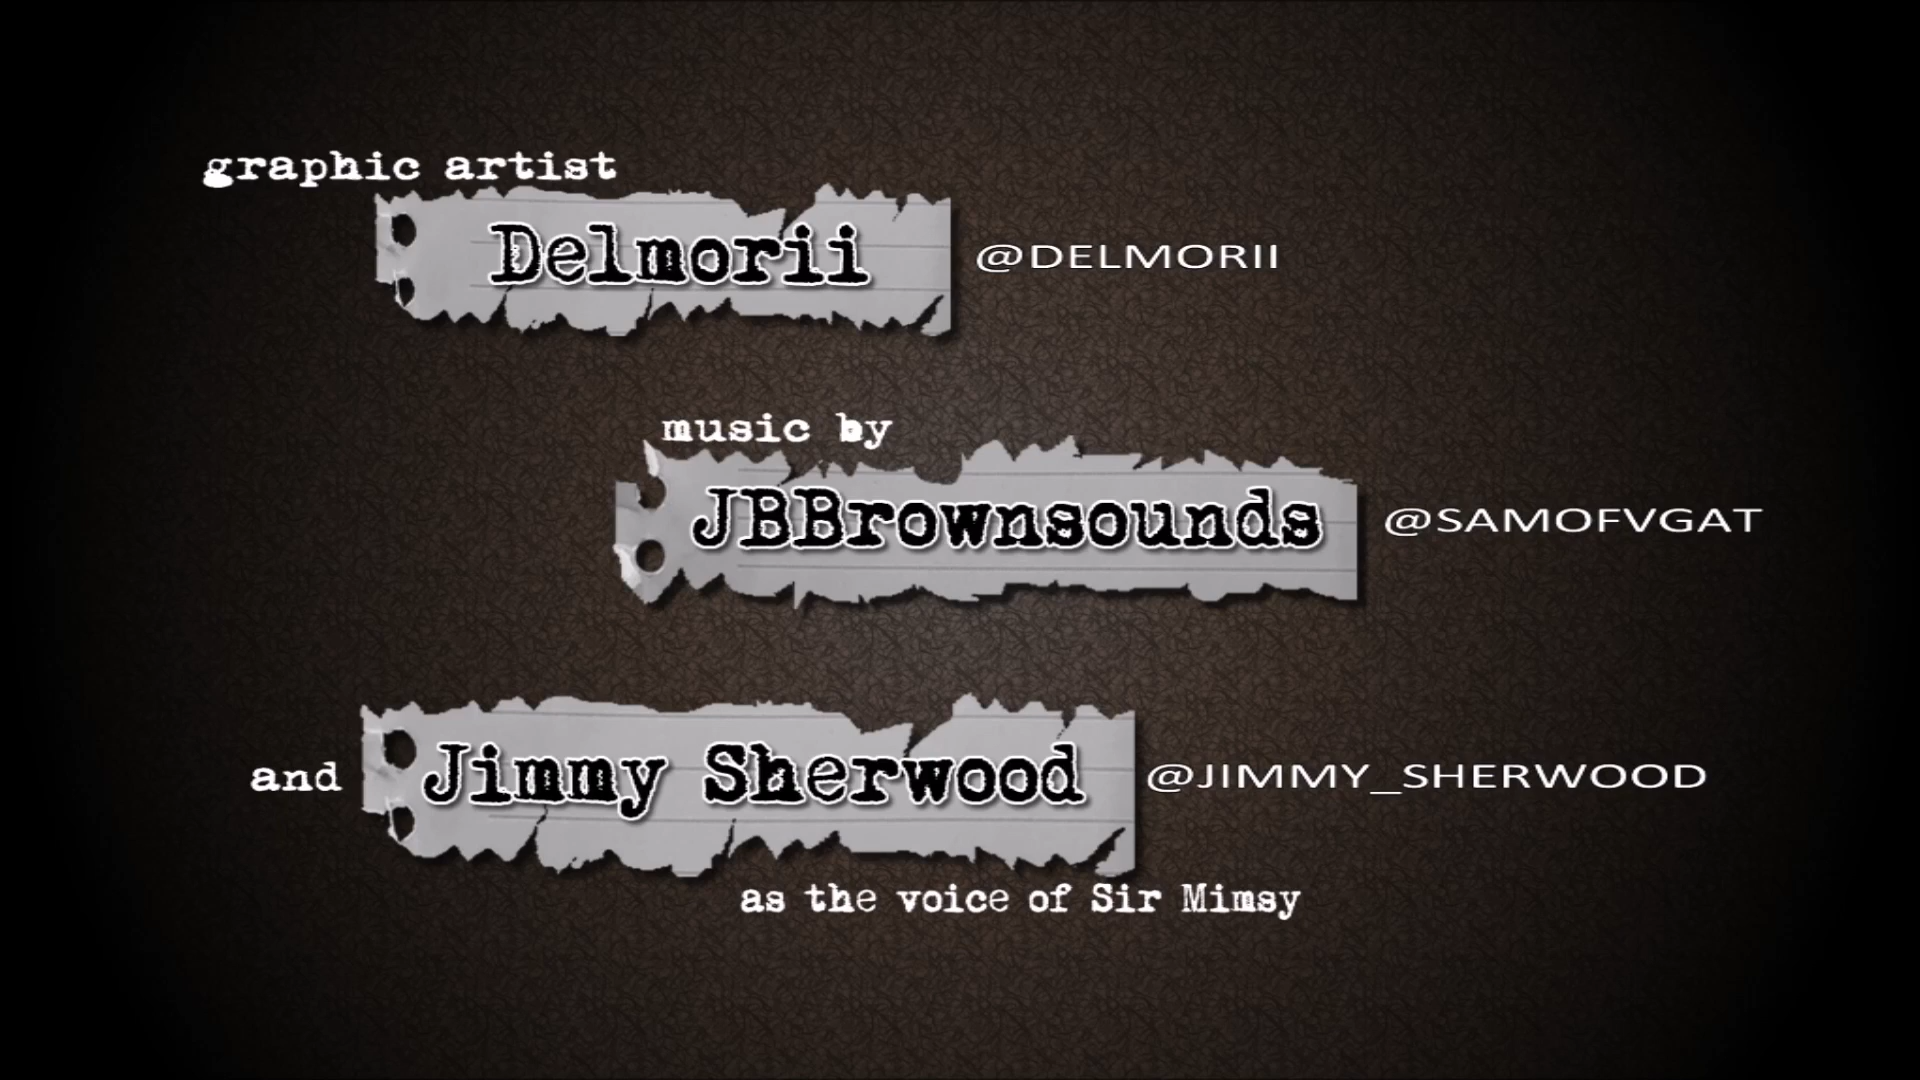 graphic artist
Delmorii @DELMORII
music by
JBBrownsounds @SAMOFVGAT
and Jimmy Sherwood @JIMMY_SHERWOOD
as the voice of Sir Mimsy